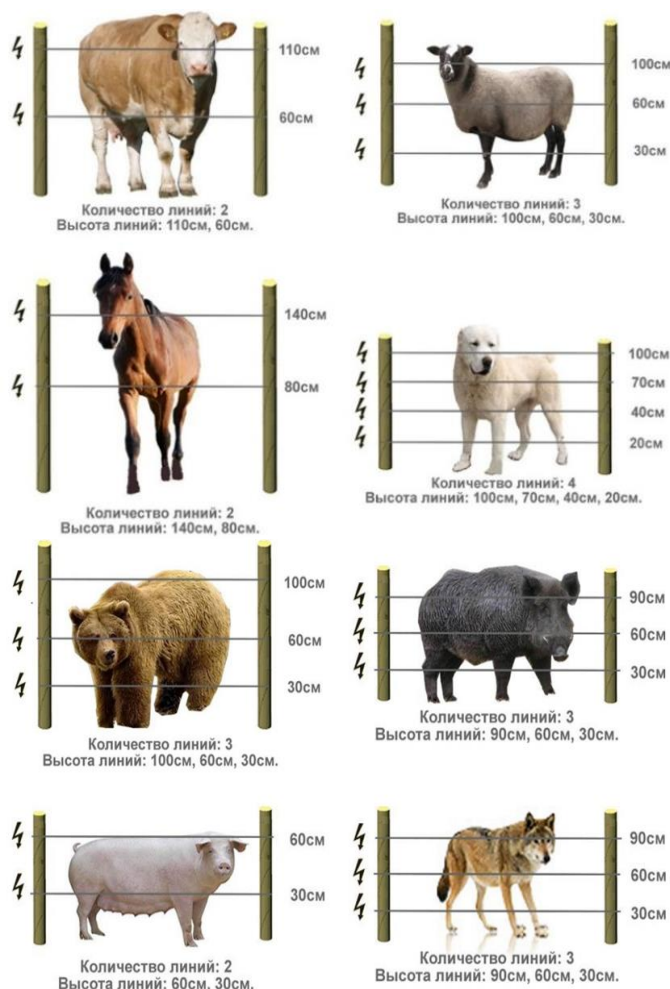 110см
60см
Количество линий: 2
Высота линий: 110см, 60см.
100см
60см
30см
Количество линий: 3
Высота линий: 100см, 60см, 30см.
140см
80см
Количество линий: 2
Высота линий: 140см, 80см.
100см
70см
40см
20см
Количество линий: 4
Высота линий: 100см, 70см, 40см, 20см.
100см
60см
30см
Количество линий: 3
Высота линий: 100см, 60см, 30см.
90см
60см
30см
Количество линий: 3
Высота линий: 90см, 60см, 30см.
60см
30см
Количество линий: 2
Высота линий: 60см, 30см.
90см
60см
30см
Количество линий: 3
Высота линий: 90см, 60см, 30см.